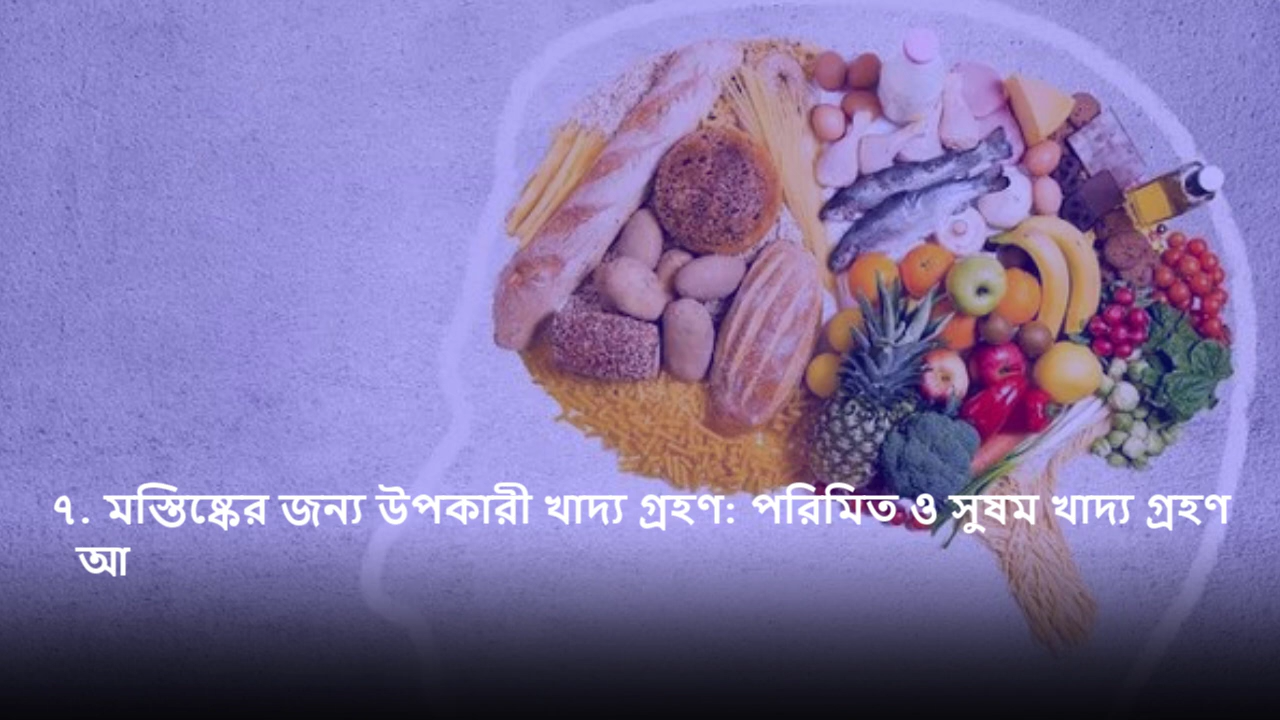 ৭. মস্তিষ্কের জন্য উপকারী খাদ্য গ্রহণ: পরিমিত ও সুষম খাদ্য গ্রহণ
আ